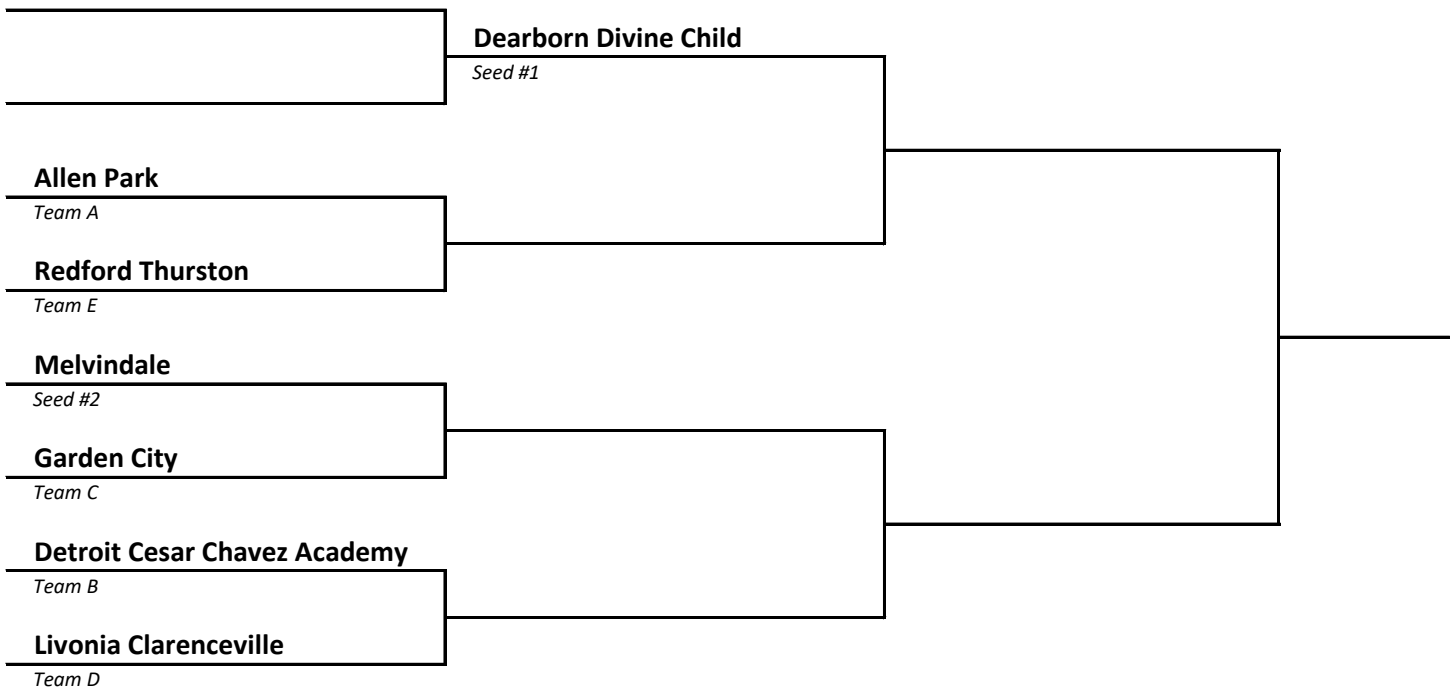 Dearborn Divine Child
Seed #1
Allen Park
Team A
Redford Thurston
Team E
Melvindale
Seed #2
Garden City
Team C
Detroit Cesar Chavez Academy
Team B
Livonia Clarenceville
Team D